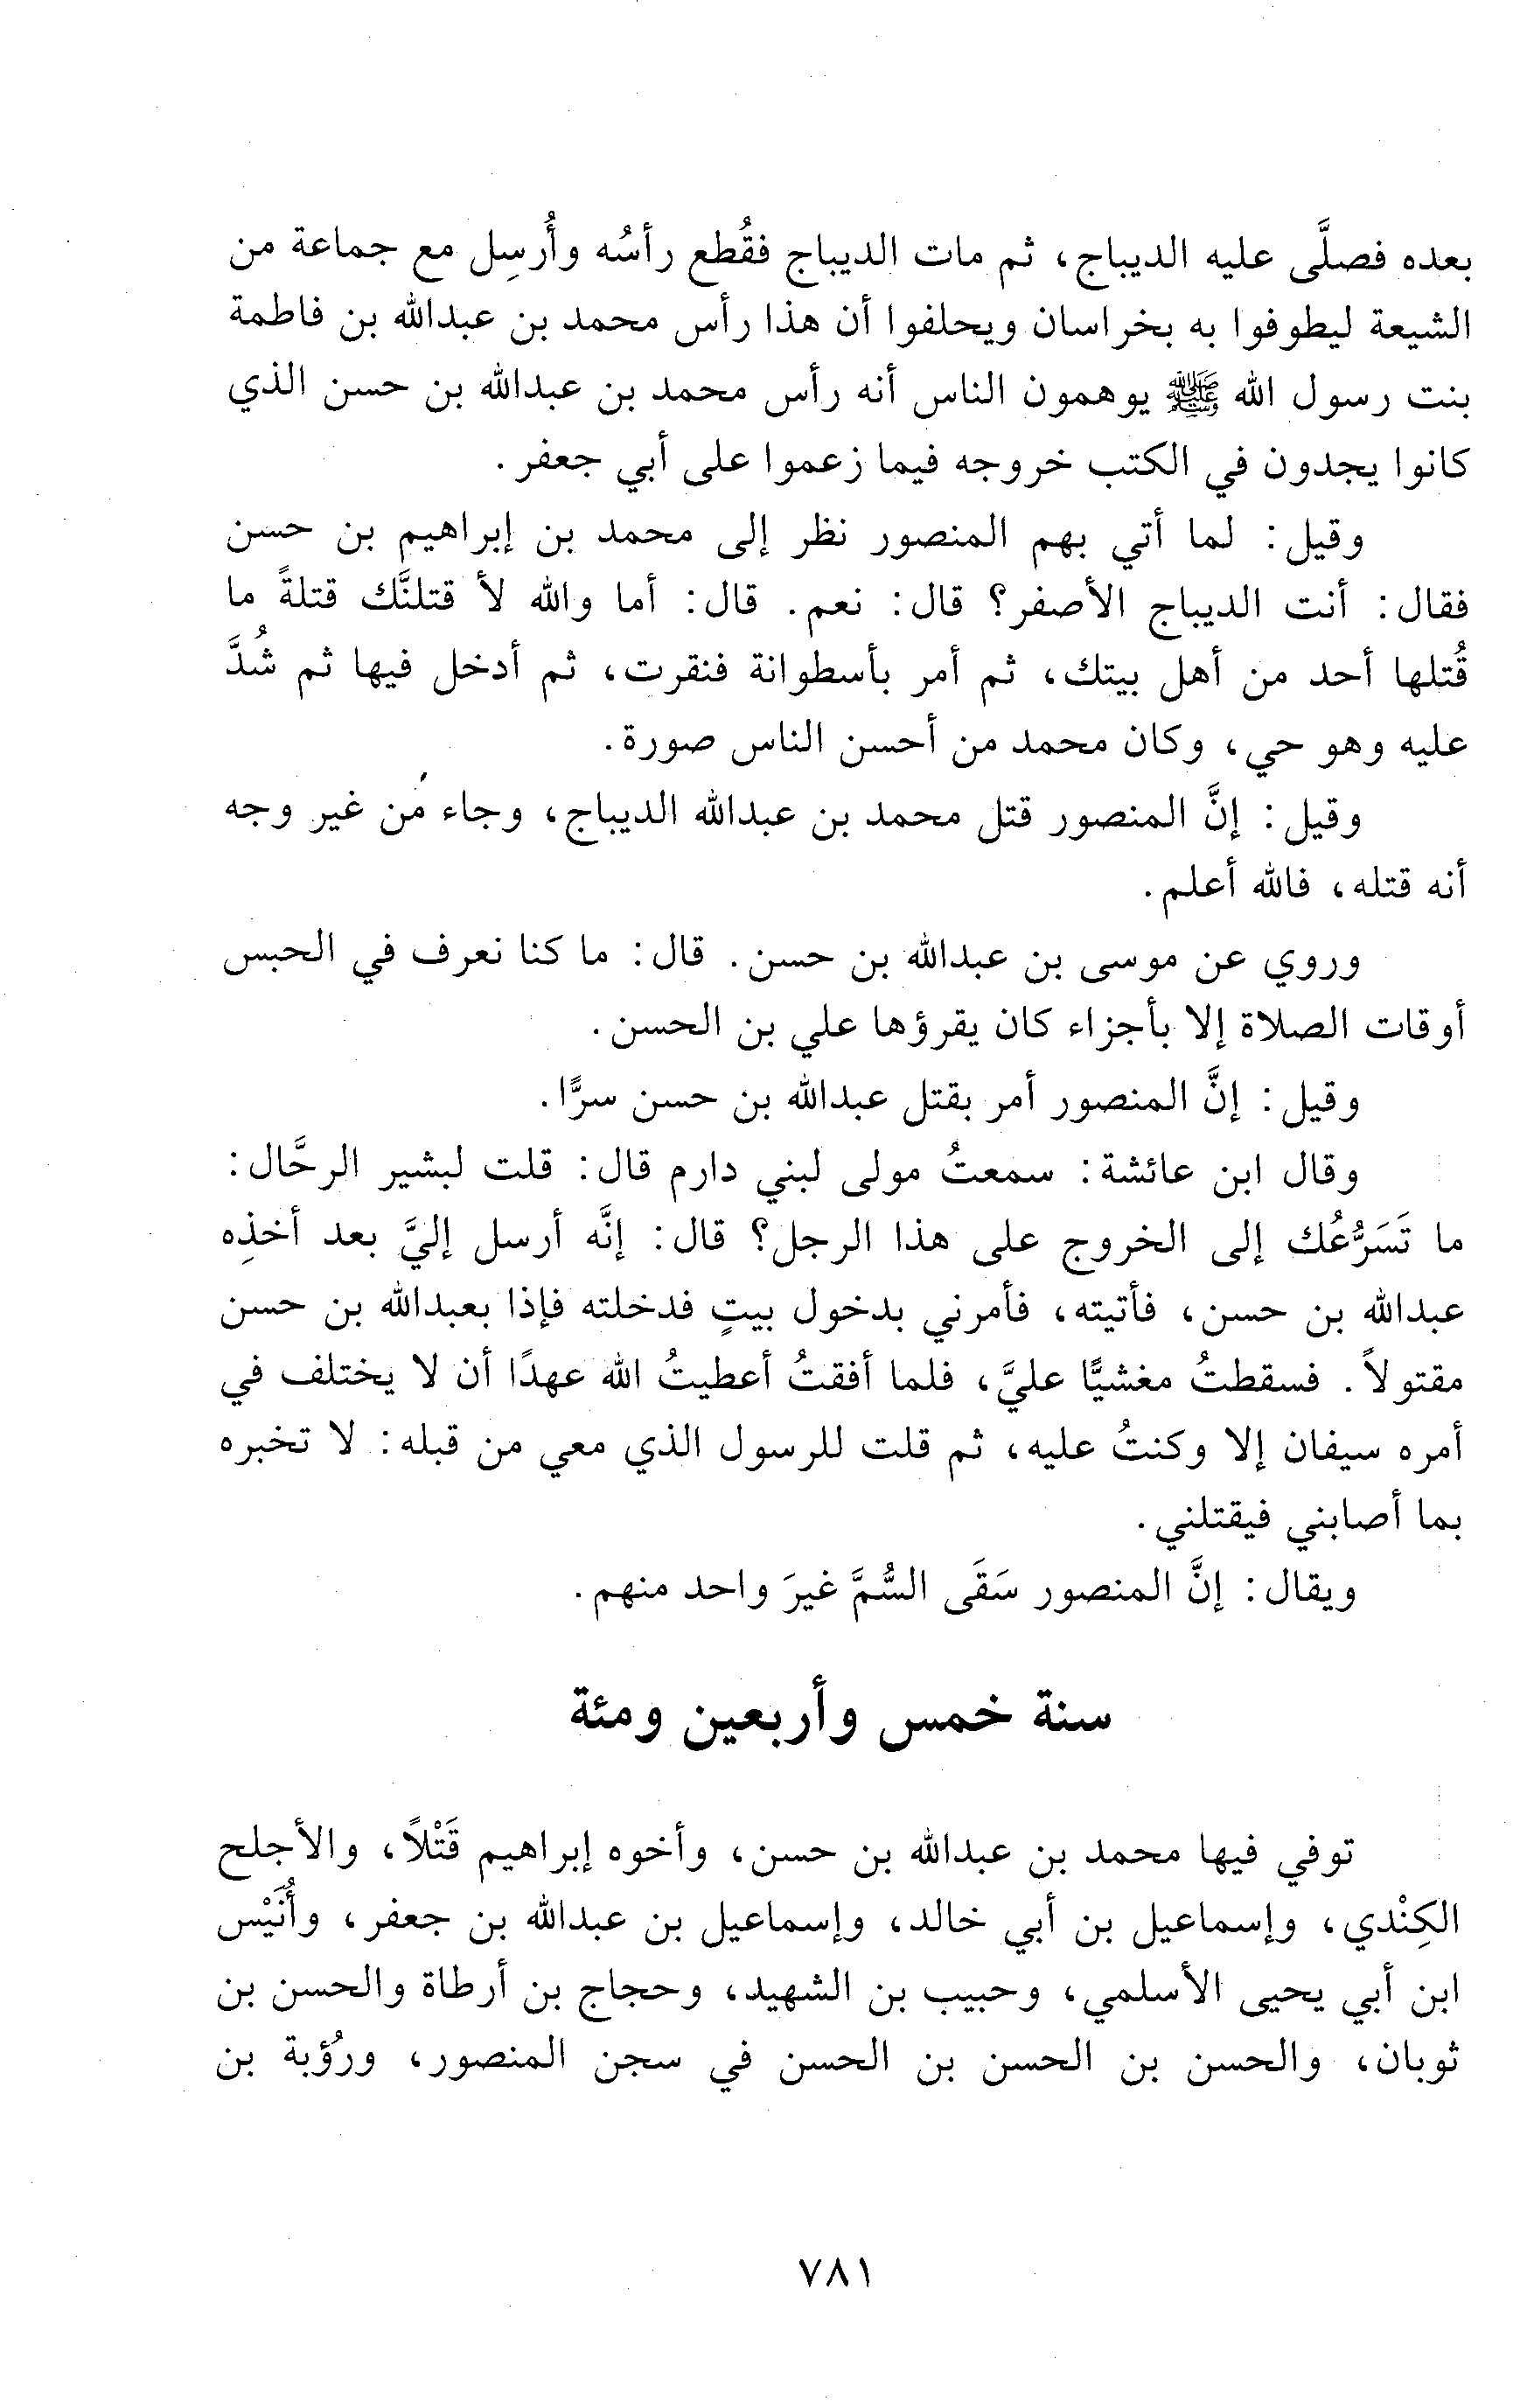 بعده فصلَّى عليه الديباج، ثم مات الديباج فقُطع رأسُه وأُرسِل مع جماعة من
الشيعة ليطوفوا به بخراسان ويحلفوا أن هذا رأس محمد بن عبدالله بن فاطمة
بنت رسول الله ﷺ يوهمون الناس أنه رأس محمد بن عبدالله بن حسن الذي
كانوا يجدون في الكتب خروجه فيما زعموا على أبي جعفر.
وقيل: لما أتي بهم المنصور نظر إلى محمد بن إبراهيم بن حسن
فقال: أنت الديباج الأصفر؟ قال: نعم. قال: أما والله لأ قتلنَّك قتلةً ما
قُتلها أحد من أهل بيتك، ثم أمر بأسطوانة فنقرت، ثم أدخل فيها ثم شُدَّ
عليه وهو حي، وكان محمد من أحسن الناس صورة.
وقيل: إنَّ المنصور قتل محمد بن عبدالله الديباج، وجاء من غير وجه
أنه قتله، فالله أعلم.
وروي عن موسى بن عبدالله بن حسن. قال: ما كنا نعرف في الحبس
أوقات الصلاة إلا بأجزاء كان يقرؤها علي بن الحسن.
وقيل: إنَّ المنصور أمر بقتل عبدالله بن حسن سرًّا.
وقال ابن عائشة: سمعتُ مولى لبني دارم قال: قلت لبشير الرحَّال:
ما تَسَرُّعُك إلى الخروج على هذا الرجل؟ قال: إنَّه أرسل إليَّ بعد أخذِه
عبدالله بن حسن، فأتيته، فأمرني بدخول بيتٍ فدخلته فإذا بعبدالله بن حسن
مقتولاً. فسقطتُ مغشيًّا عليَّ، فلما أفقتُ أعطيتُ الله عهدًا أن لا يختلف في
أمره سيفان إلا وكنتُ عليه، ثم قلت للرسول الذي معي من قبله: لا تخبره
بما أصابني فيقتلني.
ويقال: إنَّ المنصور سَقَى السُّمَّ غيرَ واحد منهم.
سنة خمس وأربعين ومئة
توفي فيها محمد بن عبدالله بن حسن، وأخوه إبراهيم قَتْلاً، والأجلح
الكِنْدي، وإسماعيل بن أبي خالد، وإسماعيل بن عبدالله بن جعفر، وأُنَيْس
ابن أبي يحيى الأسلمي، وحبيب بن الشهيد، وحجاج بن أرطاة والحسن بن
ثوبان، والحسن بن الحسن بن الحسن في سجن المنصور، ورُؤبة بن
٧٨١